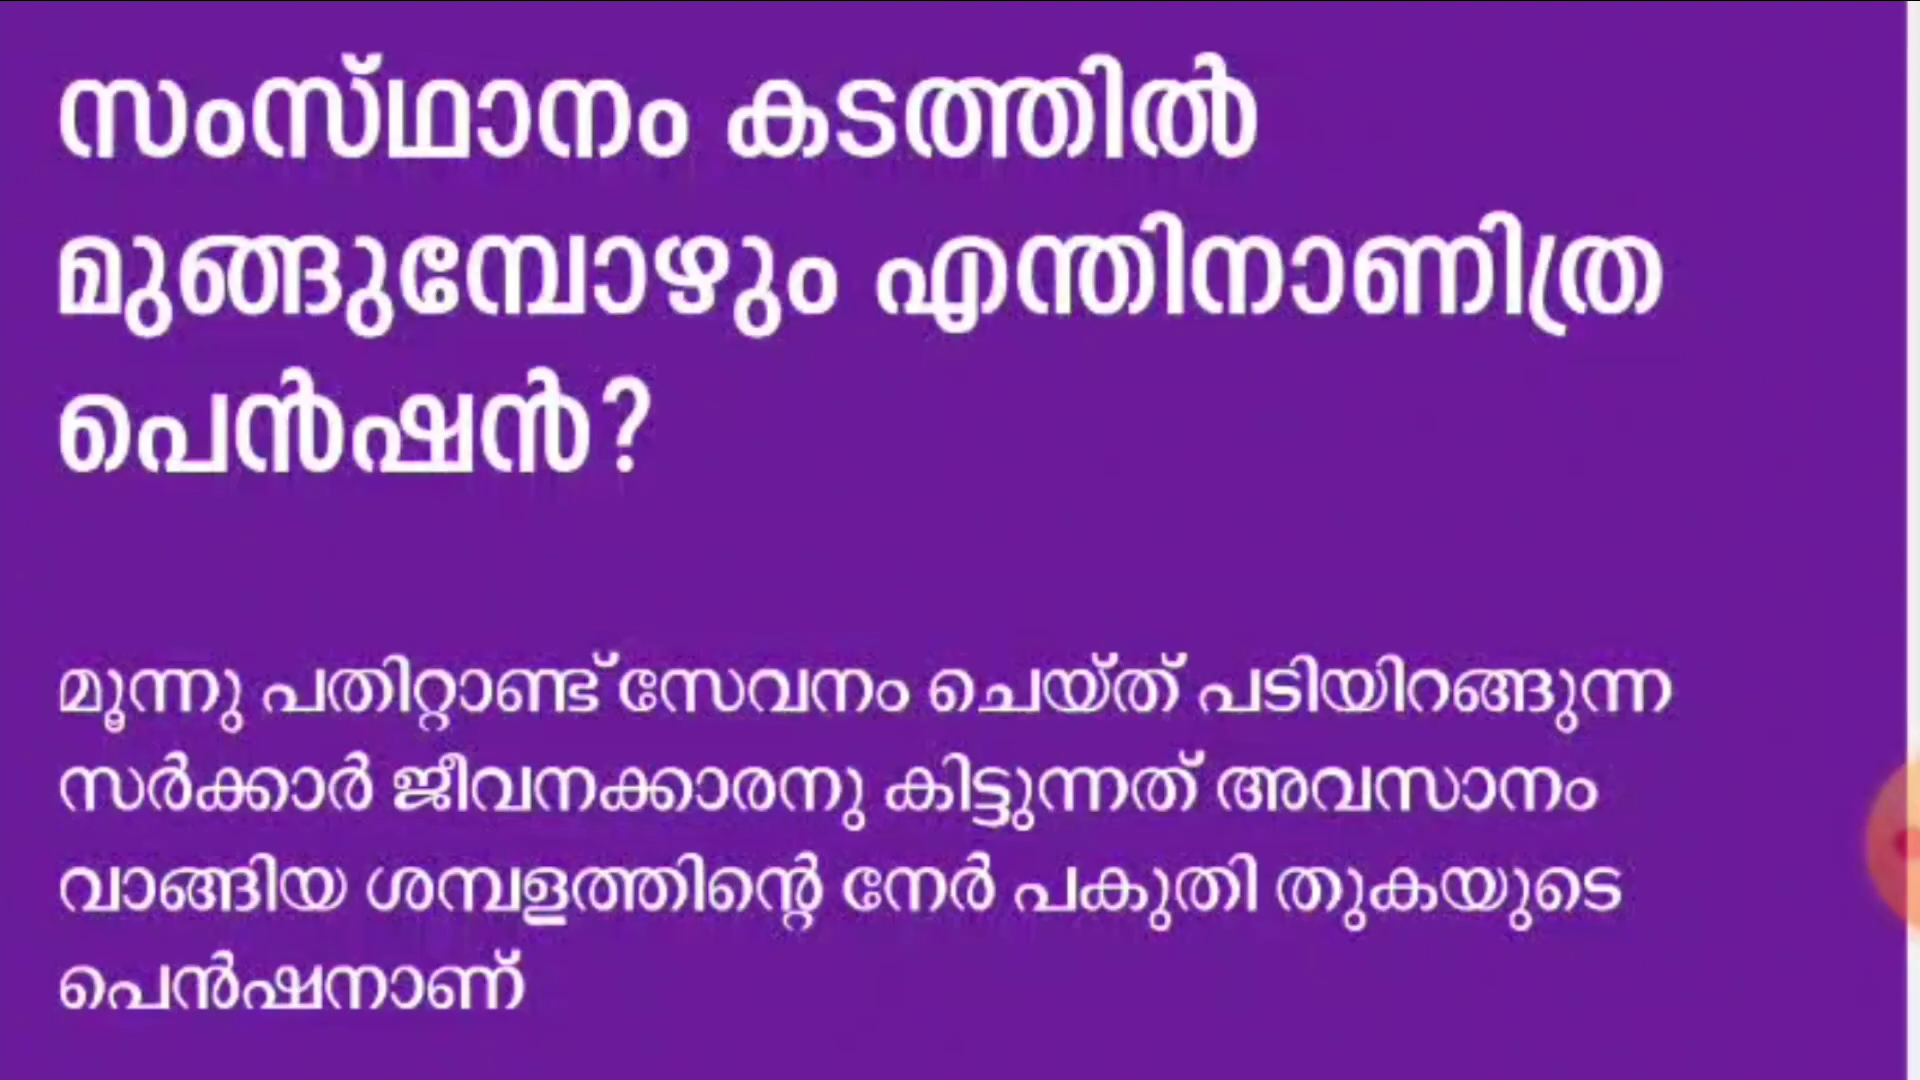 സംസ്ഥാനം കടത്തിൽ
മുങ്ങുമ്പോഴും എന്തിനാണിത്ര
പെൻഷൻ?
മൂന്നു പതിറ്റാണ്ട് സേവനം ചെയ്ത് പടിയിറങ്ങുന്ന
സർക്കാർ ജീവനക്കാരനു കിട്ടുന്നത് അവസാനം
വാങ്ങിയ ശമ്പളത്തിന്റെ നേർ പകുതി തുകയുടെ
പെൻഷനാണ്